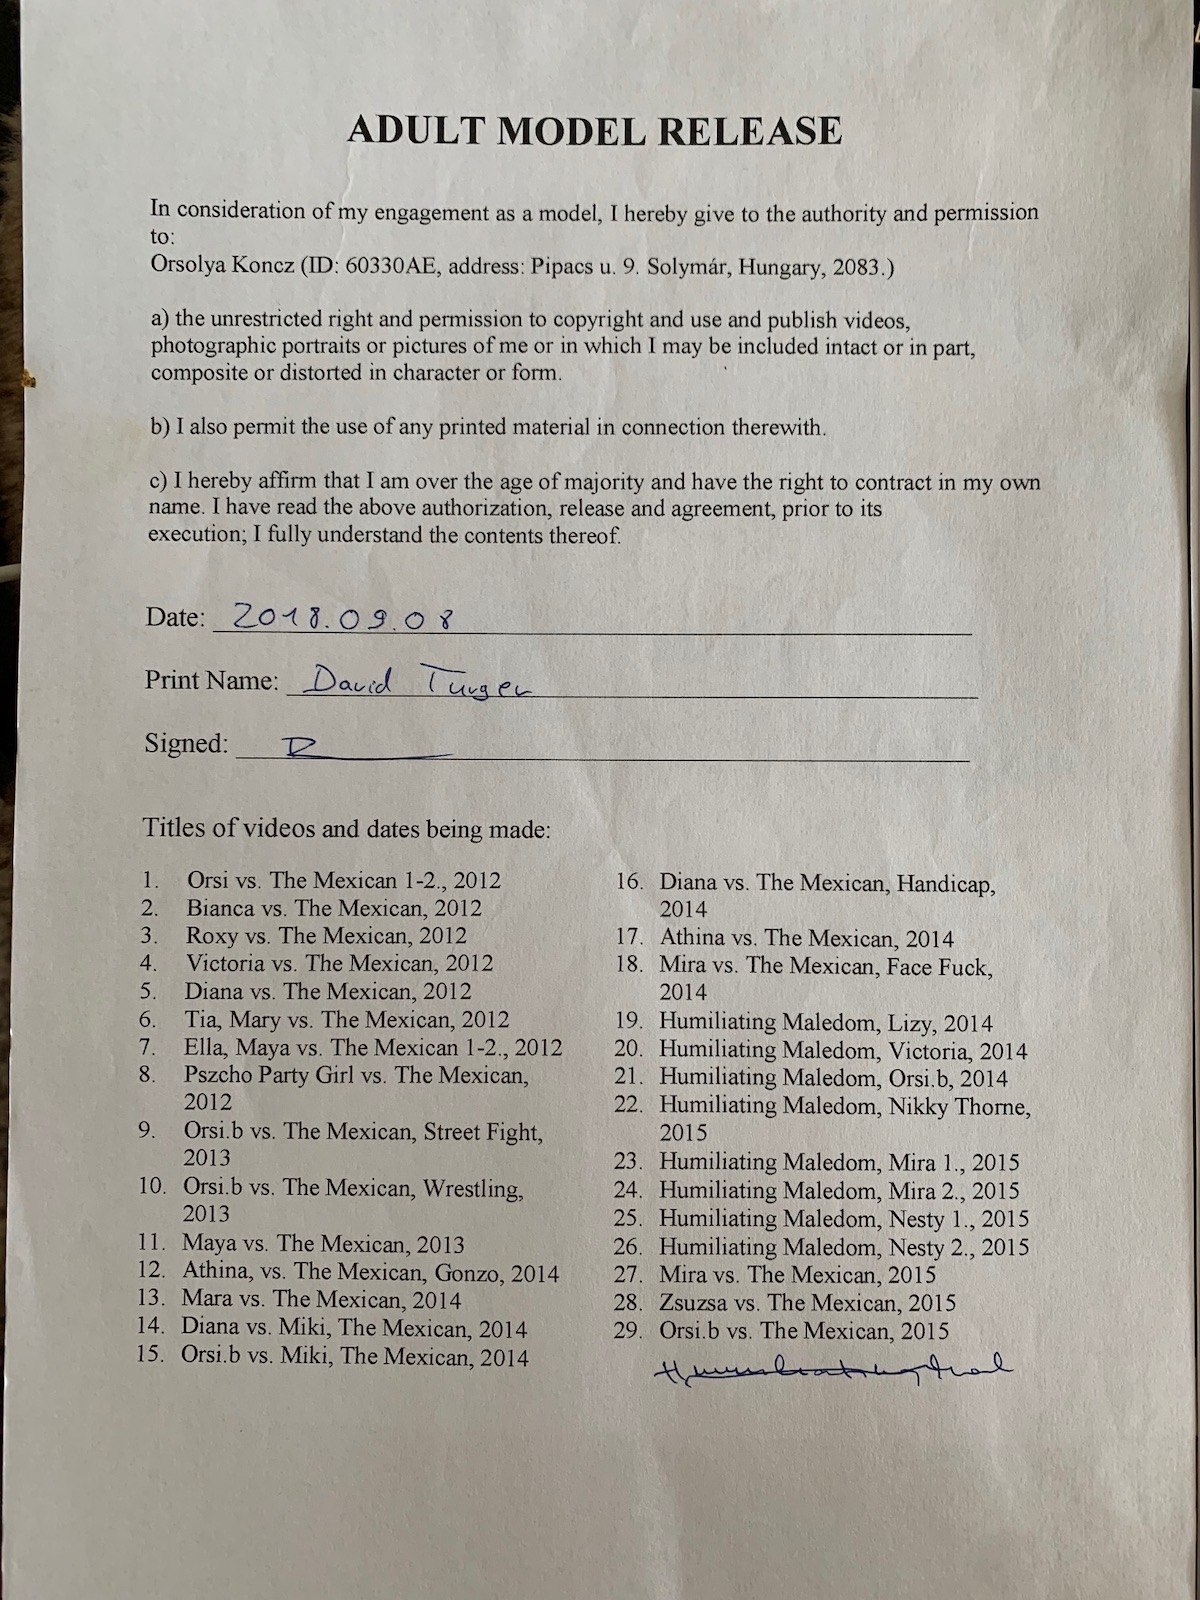 ADULT MODEL RELEASE
In consideration of my engagement as a model, I hereby give to the authority and permission
to:
Orsolya Koncz (ID: 60330AE, address: Pipacs u. 9. Solymár, Hungary, 2083.)
a) the unrestricted right and permission to copyright and use and publish videos,
photographic portraits or pictures of me or in which I may be included intact or in part,
composite or distorted in character or form.
b) I also permit the use of any printed material in connection therewith.
c) I hereby affirm that I am over the age of majority and have the right to contract in my own
name. I have read the above authorization, release and agreement, prior to its
execution; I fully understand the contents thereof.
Date: 2018.09.08
Print Name: David
Signed:
Titles of videos and dates being made:
1. Orsi vs. The Mexican 1-2., 2012
2. Bianca vs. The Mexican, 2012
3. Roxy vs. The Mexican, 2012
4. Victoria vs. The Mexican, 2012
5. Diana vs. The Mexican, 2012
6. Tia, Mary vs. The Mexican, 2012
7. Ella, Maya vs. The Mexican 1-2., 2012
8. Pszcho Party Girl vs. The Mexican,
2012
9. Orsi.b vs. The Mexican, Street Fight,
2013
10. Orsi.b vs. The Mexican, Wrestling,
2013
11. Maya vs. The Mexican, 2013
12. Athina, vs. The Mexican, Gonzo, 2014
13. Mara vs. The Mexican, 2014
14. Diana vs. Miki, The Mexican, 2014
15. Orsi.b vs. Miki, The Mexican, 2014
16. Diana vs. The Mexican, Handicap,
2014
17. Athina vs. The Mexican, 2014
18. Mira vs. The Mexican, Face Fuck,
2014
19. Humiliating Maledom, Lizy, 2014
20. Humiliating Maledom, Victoria, 2014
21. Humiliating Maledom, Orsi.b, 2014
22. Humiliating Maledom, Nikky Thorne,
2015
23. Humiliating Maledom, Mira 1., 2015
24. Humiliating Maledom, Mira 2., 2015
25. Humiliating Maledom, Nesty 1., 2015
26. Humiliating Maledom, Nesty 2., 2015
27. Mira vs. The Mexican, 2015
28. Zsuzsa vs. The Mexican, 2015
29. Orsi.b vs. The Mexican, 2015